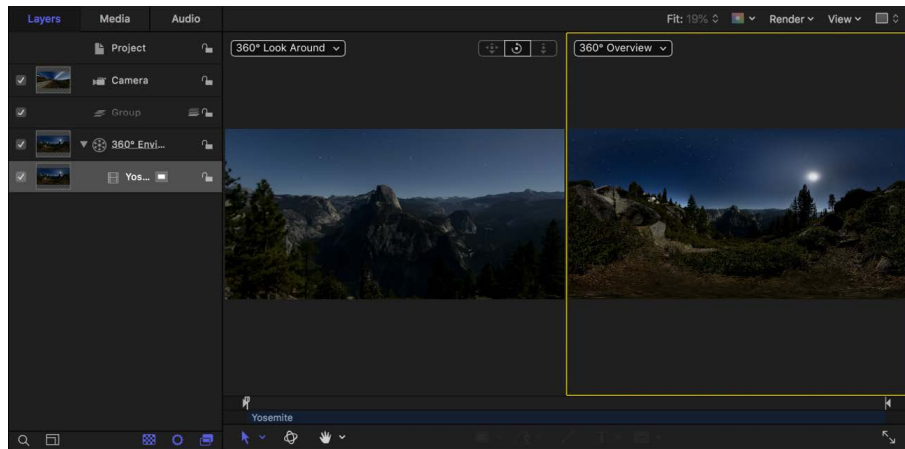 Layers Media Audio Fit: 19% Render View
Project
360° Look Around 360° Overview
Camera
Group
360° Envi...
Yos...
Yosemite